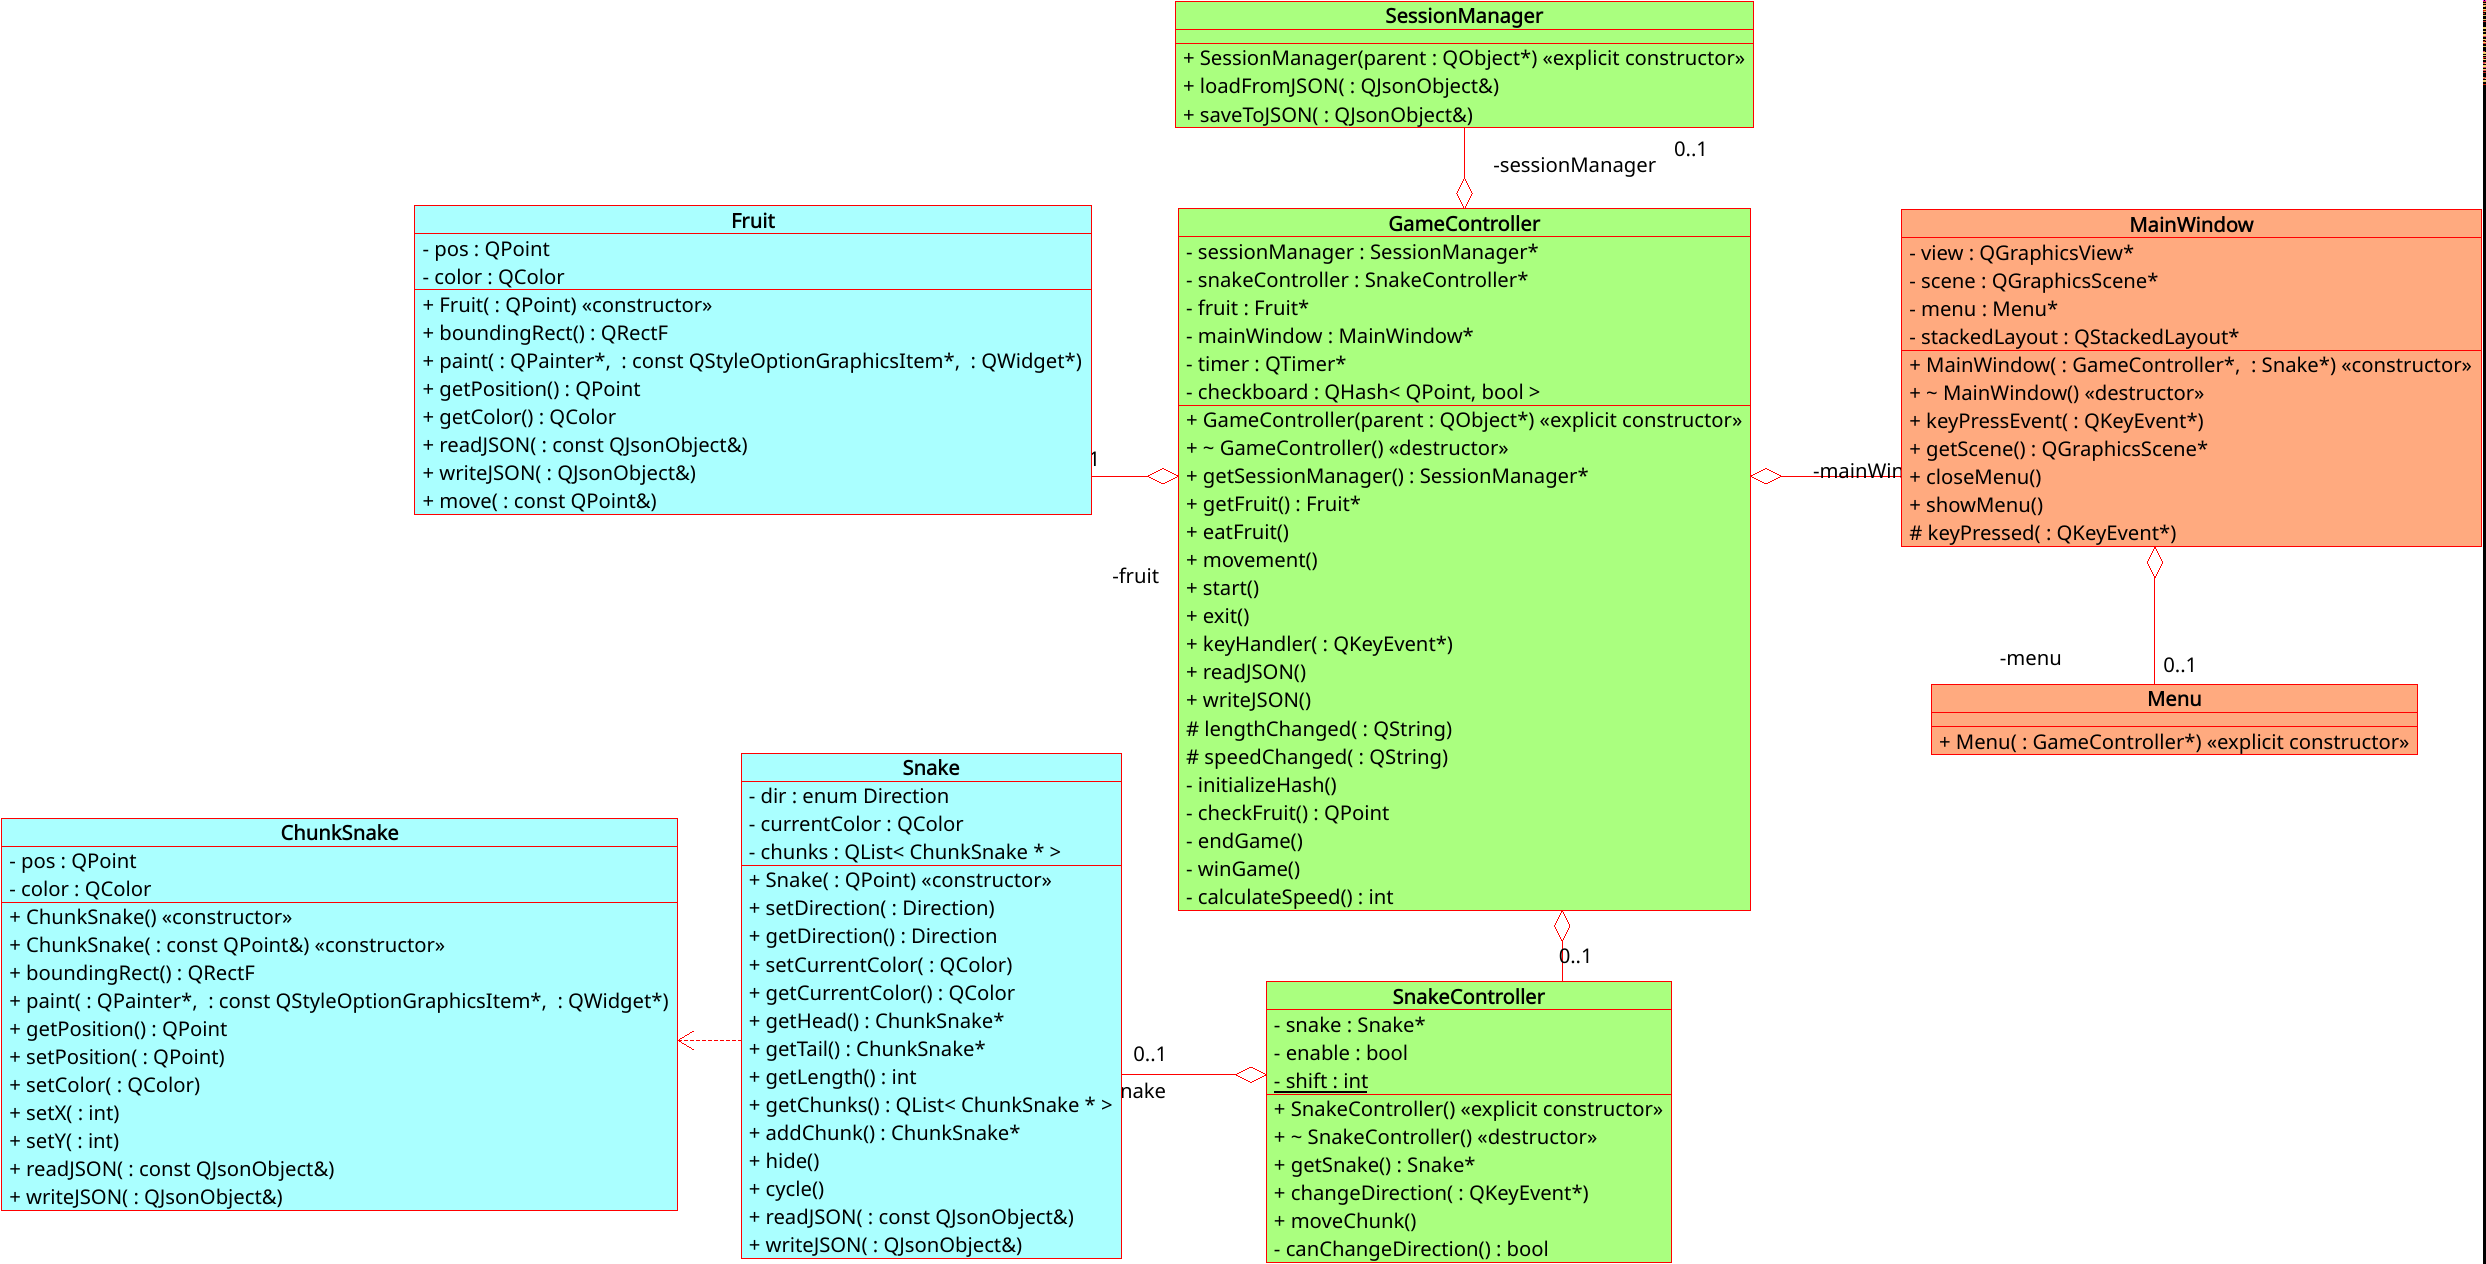 SessionManager
+ SessionManager(parent : QObject*) «explicit constructor»
+ loadFromJSON( : QJsonObject&)
+ saveToJSON( : QJsonObject&)
0..1
-sessionManager
Fruit
- pos : QPoint
- color : QColor
+ Fruit( : QPoint) «constructor»
+ boundingRect() : QRectF
+ paint( : QPainter*,  : const QStyleOptionGraphicsItem*,  : QWidget*)
+ getPosition() : QPoint
+ getColor() : QColor
+ readJSON( : const QJsonObject&)
+ writeJSON( : QJsonObject&)
+ move( : const QPoint&)
1
-fruit
GameController
- sessionManager : SessionManager*
- snakeController : SnakeController*
- fruit : Fruit*
- mainWindow : MainWindow*
- timer : QTimer*
- checkboard : QHash< QPoint, bool >
+ GameController(parent : QObject*) «explicit constructor»
+ ~ GameController() «destructor»
+ getSessionManager() : SessionManager*
+ getFruit() : Fruit*
+ eatFruit()
+ movement()
+ start()
+ exit()
+ keyHandler( : QKeyEvent*)
+ readJSON()
+ writeJSON()
# lengthChanged( : QString)
# speedChanged( : QString)
- initializeHash()
- checkFruit() : QPoint
- endGame()
- winGame()
- calculateSpeed() : int
-mainWin
MainWindow
- view : QGraphicsView*
- scene : QGraphicsScene*
- menu : Menu*
- stackedLayout : QStackedLayout*
+ MainWindow( : GameController*,  : Snake*) «constructor»
+ ~ MainWindow() «destructor»
+ keyPressEvent( : QKeyEvent*)
+ getScene() : QGraphicsScene*
+ closeMenu()
+ showMenu()
# keyPressed( : QKeyEvent*)
-menu
0..1
Menu
+ Menu( : GameController*) «explicit constructor»
ChunkSnake
- pos : QPoint
- color : QColor
+ ChunkSnake() «constructor»
+ ChunkSnake( : const QPoint&) «constructor»
+ boundingRect() : QRectF
+ paint( : QPainter*,  : const QStyleOptionGraphicsItem*,  : QWidget*)
+ getPosition() : QPoint
+ setPosition( : QPoint)
+ setColor( : QColor)
+ setX( : int)
+ setY( : int)
+ readJSON( : const QJsonObject&)
+ writeJSON( : QJsonObject&)
Snake
- dir : enum Direction
- currentColor : QColor
- chunks : QList< ChunkSnake * >
+ Snake( : QPoint) «constructor»
+ setDirection( : Direction)
+ getDirection() : Direction
+ setCurrentColor( : QColor)
+ getCurrentColor() : QColor
+ getHead() : ChunkSnake*
+ getTail() : ChunkSnake*
+ getLength() : int
+ getChunks() : QList< ChunkSnake * >
+ addChunk() : ChunkSnake*
+ hide()
+ cycle()
+ readJSON( : const QJsonObject&)
+ writeJSON( : QJsonObject&)
0..1
nake
0..1
SnakeController
- snake : Snake*
- enable : bool
- shift : int
+ SnakeController() «explicit constructor»
+ ~ SnakeController() «destructor»
+ getSnake() : Snake*
+ changeDirection( : QKeyEvent*)
+ moveChunk()
- canChangeDirection() : bool